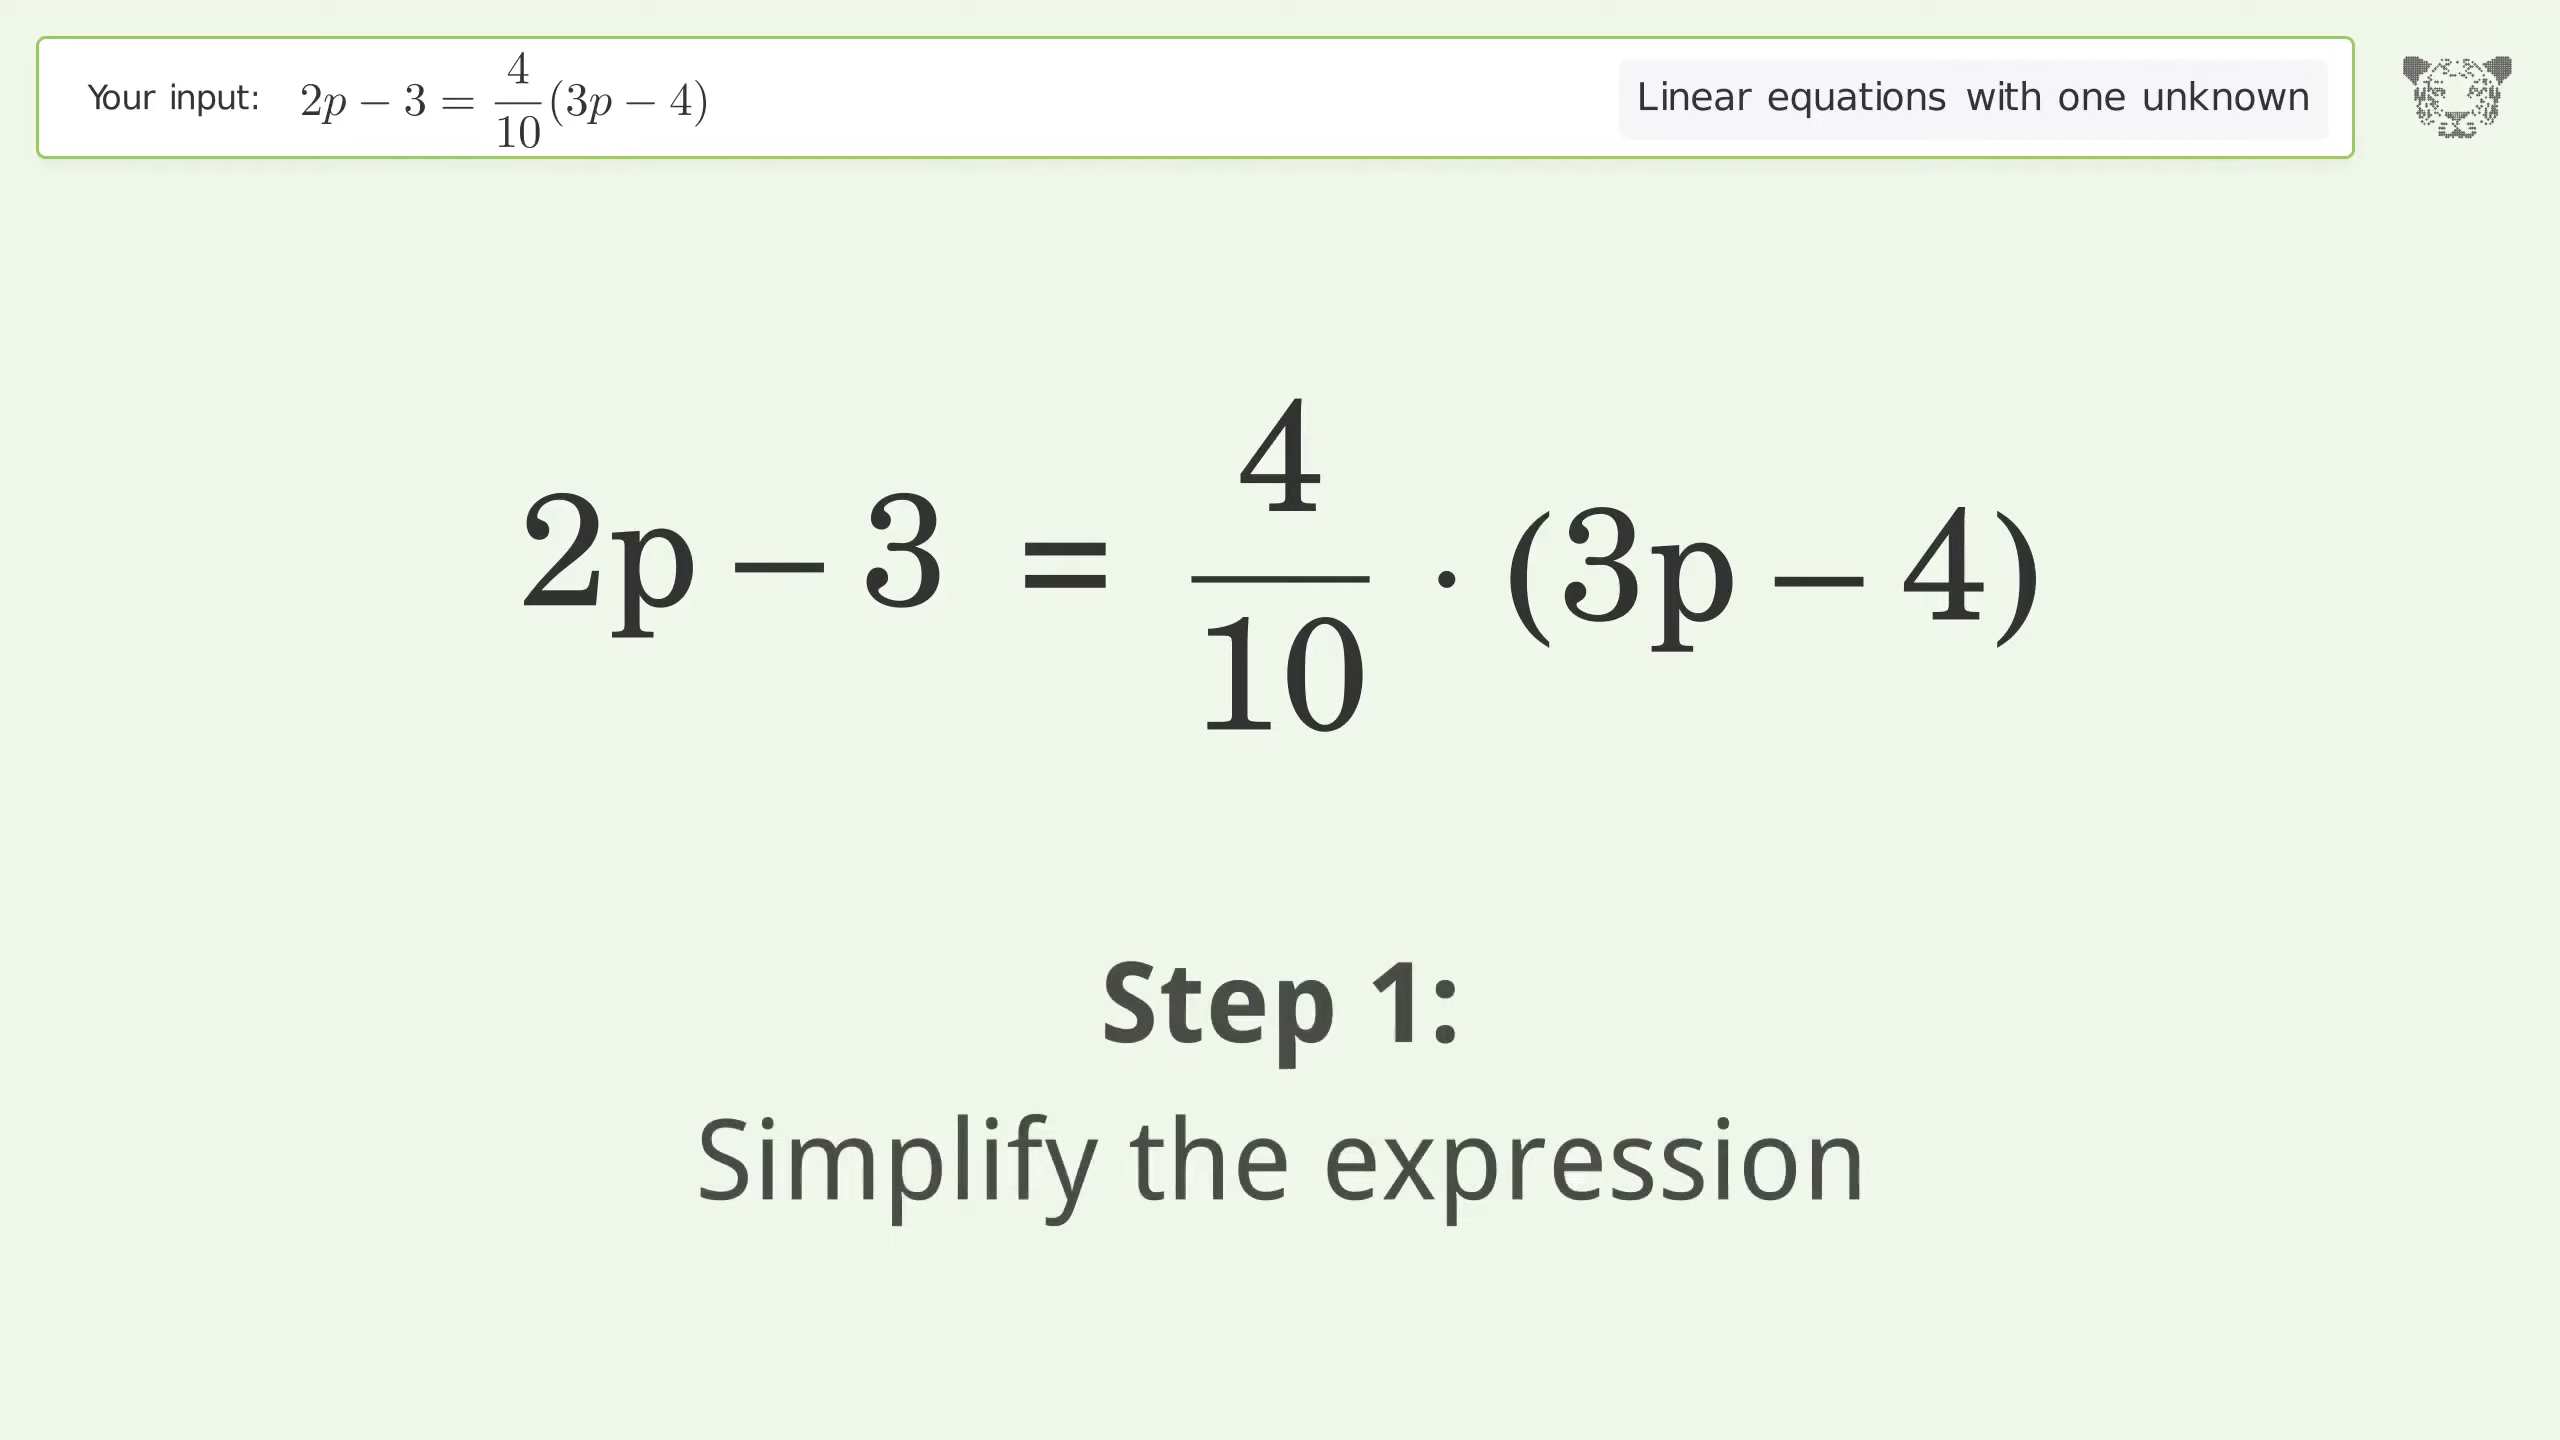 Your input: 2p − 3 = 4/10(3p − 4)
Linear equations with one unknown
2p − 3 = 4/10 · (3p − 4)
Step 1:
Simplify the expression